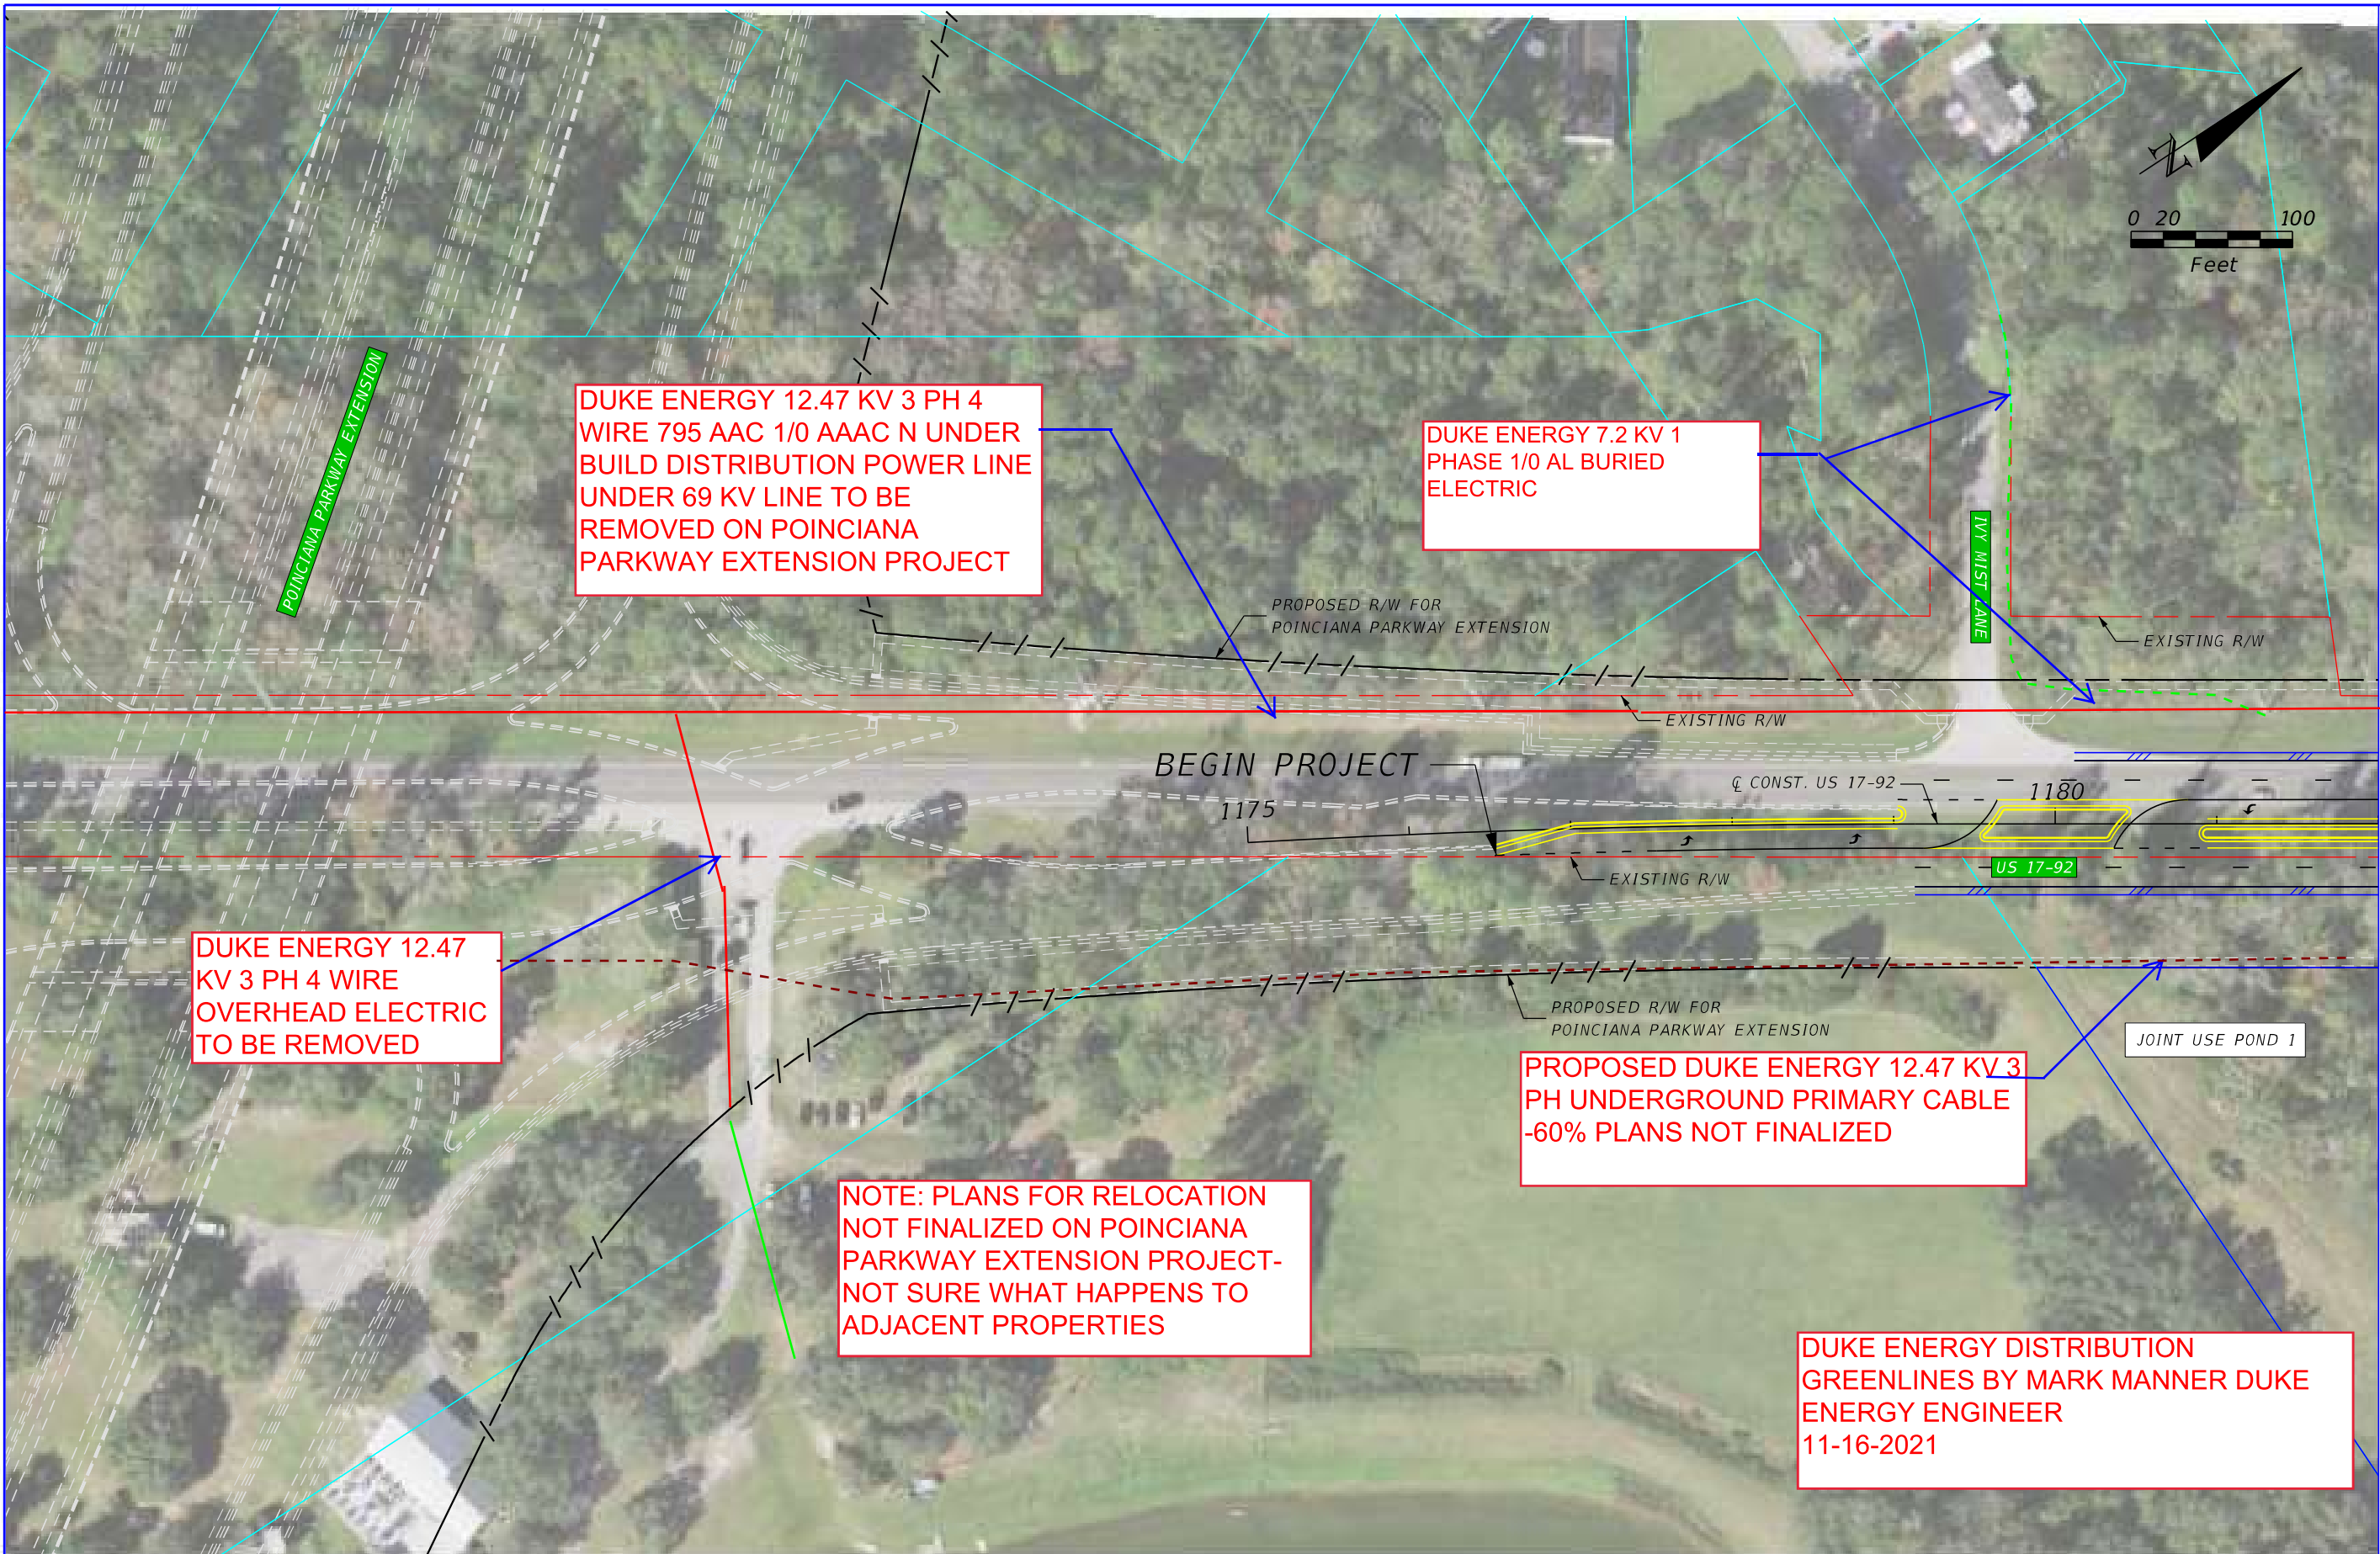 N
0 20 100
Feet
POINCIANA PARKWAY EXTENSION
DUKE ENERGY 12.47 KV 3 PH 4
WIRE 795 AAC 1/0 AAAC N UNDER
BUILD DISTRIBUTION POWER LINE
UNDER 69 KV LINE TO BE
REMOVED ON POINCIANA
PARKWAY EXTENSION PROJECT
DUKE ENERGY 7.2 KV 1
PHASE 1/0 AL BURIED
ELECTRIC
IVY MIST LANE
PROPOSED R/W FOR
POINCIANA PARKWAY EXTENSION
EXISTING R/W
EXISTING R/W
BEGIN PROJECT
℄ CONST. US 17-92
1175
1180
US 17-92
EXISTING R/W
DUKE ENERGY 12.47
KV 3 PH 4 WIRE
OVERHEAD ELECTRIC
TO BE REMOVED
PROPOSED R/W FOR
POINCIANA PARKWAY EXTENSION
JOINT USE POND 1
PROPOSED DUKE ENERGY 12.47 KV 3
PH UNDERGROUND PRIMARY CABLE
-60% PLANS NOT FINALIZED
NOTE: PLANS FOR RELOCATION
NOT FINALIZED ON POINCIANA
PARKWAY EXTENSION PROJECT-
NOT SURE WHAT HAPPENS TO
ADJACENT PROPERTIES
DUKE ENERGY DISTRIBUTION
GREENLINES BY MARK MANNER DUKE
ENERGY ENGINEER
11-16-2021